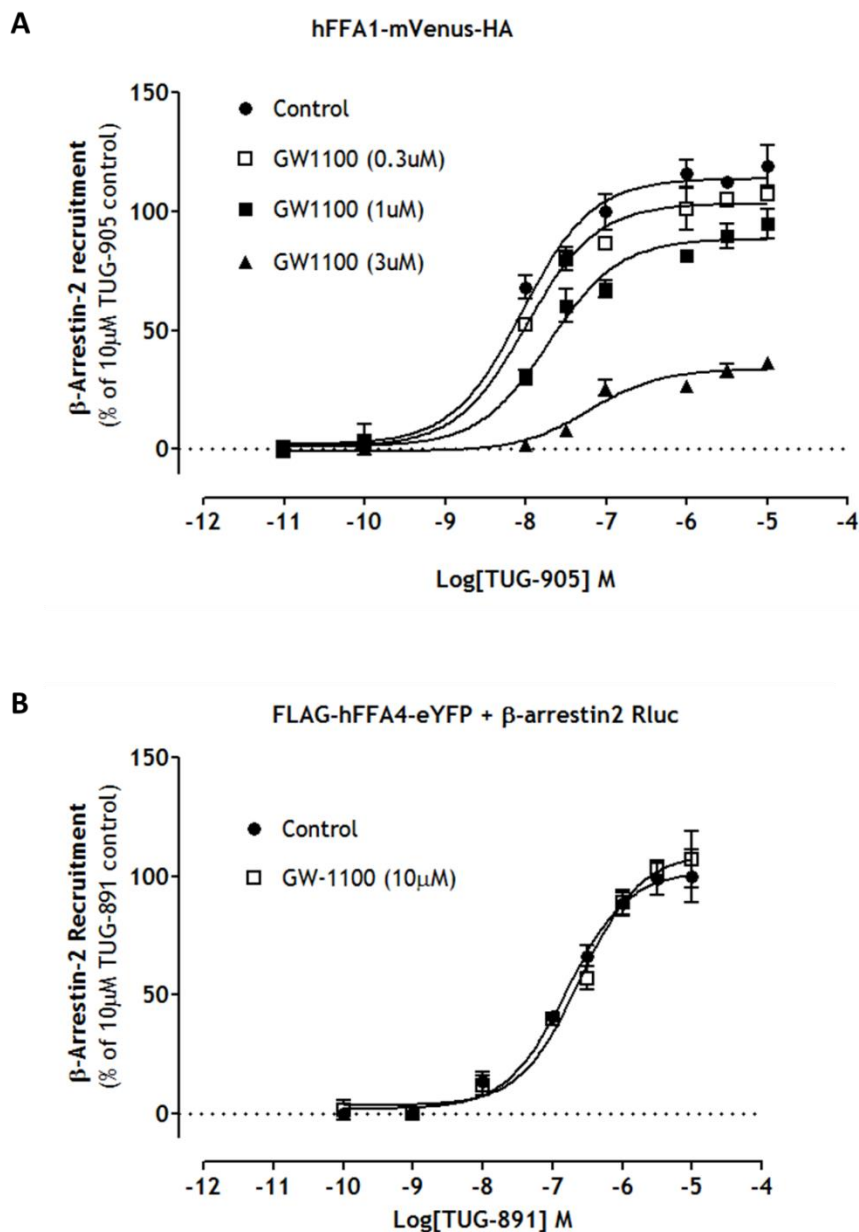 A
hFFA1-mVenus-HA
β-Arrestin-2 recruitment
(% of 10µM TUG-905 control)
150
100
50
0
Control
GW1100 (0.3uM)
GW1100 (1uM)
GW1100 (3uM)
-12 -11 -10 -9 -8 -7 -6 -5 -4
Log[TUG-905] M
B
FLAG-hFFA4-eYFP + β-arrestin2 Rluc
β-Arrestin-2 Recruitment
(% of 10µM TUG-891 control)
150
100
50
0
Control
GW-1100 (10µM)
-12 -11 -10 -9 -8 -7 -6 -5 -4
Log[TUG-891] M